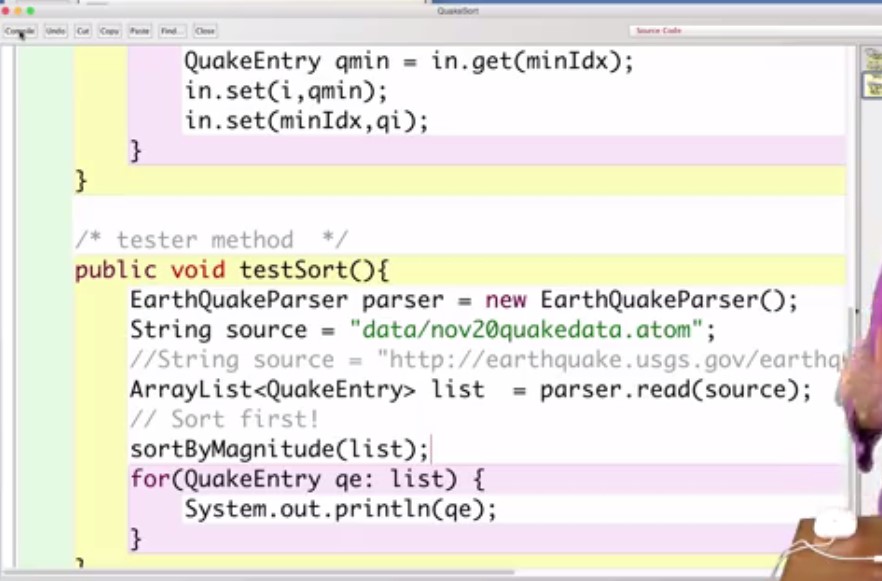 QuakeSort
Compile Undo Cut Copy Paste Find... Close Source Code
QuakeEntry qmin = in.get(minIdx);
in.set(i,qmin);
in.set(minIdx,qi);
}
}
/* tester method  */
public void testSort(){
EarthQuakeParser parser = new EarthQuakeParser();
String source = "data/nov20quakedata.atom";
//String source = "http://earthquake.usgs.gov/earthq
ArrayList<QuakeEntry> list  = parser.read(source);
// Sort first!
sortByMagnitude(list);
for(QuakeEntry qe: list) {
System.out.println(qe);
}
}